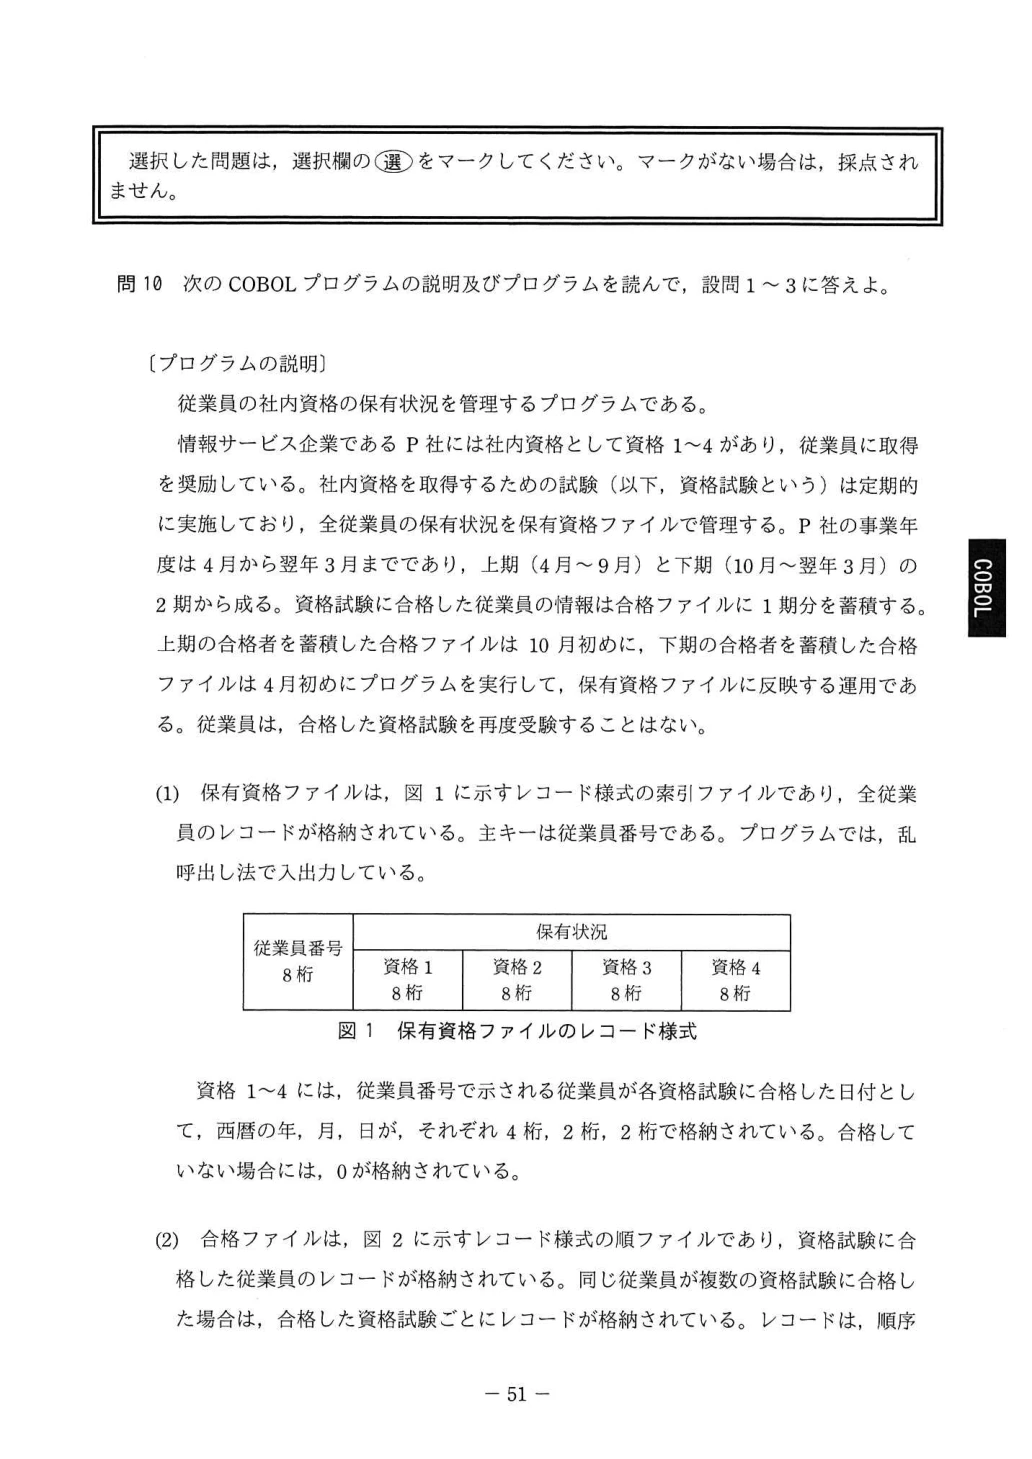 選択した問題は，選択欄の㊢をマークしてください。マークがない場合は，採点され
ません。
問10 次の COBOL プログラムの説明及びプログラムを読んで，設問 1 ～ 3 に答えよ。
〔プログラムの説明〕
従業員の社内資格の保有状況を管理するプログラムである。
情報サービス企業である P 社には社内資格として資格 1～4 があり，従業員に取得
を奨励している。社内資格を取得するための試験（以下，資格試験という）は定期的
に実施しており，全従業員の保有状況を保有資格ファイルで管理する。P 社の事業年
度は 4 月から翌年 3 月までであり，上期（4 月～ 9 月）と下期（10 月～翌年 3 月）の
2 期から成る。資格試験に合格した従業員の情報は合格ファイルに 1 期分を蓄積する。
上期の合格者を蓄積した合格ファイルは 10 月初めに，下期の合格者を蓄積した合格
ファイルは 4 月初めにプログラムを実行して，保有資格ファイルに反映する運用であ
る。従業員は，合格した資格試験を再度受験することはない。
(1) 保有資格ファイルは，図 1 に示すレコード様式の索引ファイルであり，全従業
員のレコードが格納されている。主キーは従業員番号である。プログラムでは，乱
呼出し法で入出力している。
従業員番号
8 桁
保有状況
資格 1
8 桁
資格 2
8 桁
資格 3
8 桁
資格 4
8 桁
図 1 保有資格ファイルのレコード様式
資格 1～4 には，従業員番号で示される従業員が各資格試験に合格した日付とし
て，西暦の年，月，日が，それぞれ 4 桁，2 桁，2 桁で格納されている。合格して
いない場合には，0 が格納されている。
(2) 合格ファイルは，図 2 に示すレコード様式の順ファイルであり，資格試験に合
格した従業員のレコードが格納されている。同じ従業員が複数の資格試験に合格し
た場合は，合格した資格試験ごとにレコードが格納されている。レコードは，順序
COBOL
－ 51 －